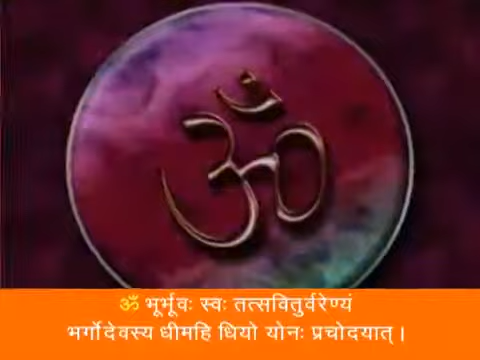 ॐ
ॐ भूर्भूवः स्वः तत्सवितुर्वरेण्यं
भर्गोदेवस्य धीमहि धियो योनः प्रचोदयात् ।